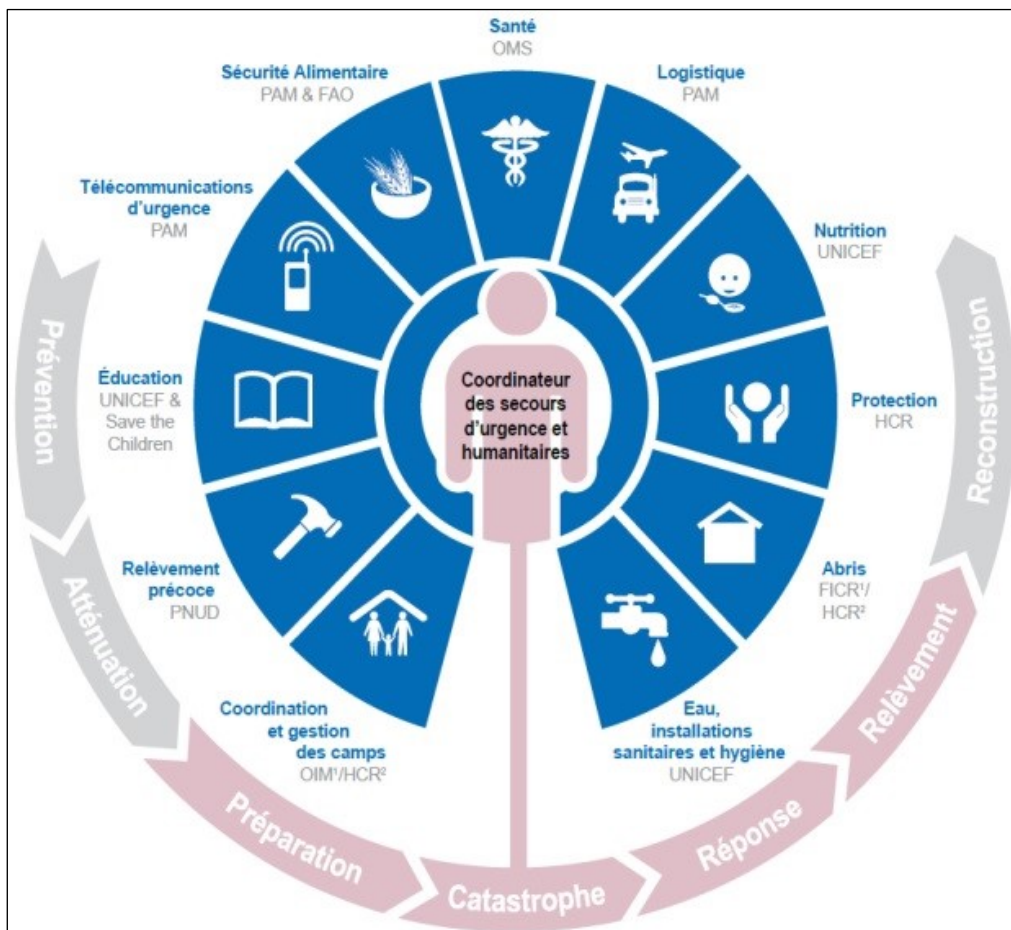 Santé
OMS
Logistique
PAM
Nutrition
UNICEF
Protection
HCR
Abris
FICR¹/
HCR²
Eau,
installations
sanitaires et hygiène
UNICEF
Coordination
et gestion
des camps
OIM¹/HCR²
Relèvement
précoce
PNUD
Éducation
UNICEF &
Save the
Children
Télécommunications
d'urgence
PAM
Sécurité Alimentaire
PAM & FAO
Coordinateur
des secours
d'urgence et
humanitaires
Prévention
Atténuation
Préparation
Catastrophe
Réponse
Relèvement
Reconstruction